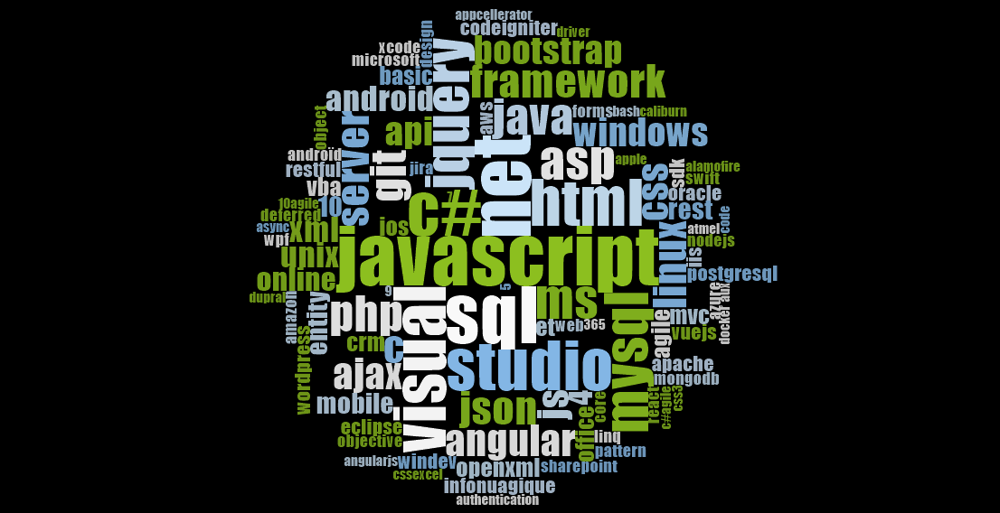 appcellerator
codeigniter
driver
xcode
design
jquery
bootstrap
microsoft
basic
framework
android
object
server
api
aws
java
forms
bash
caliburn
windows
net
asp
apple
androïd
restful
git
jira
vba
css
sdk
alamofire
swift
html
oracle
10agile
10
c#
7
rest
code
deferred
async
xml
ios
wpf
javascript
linux
atmel
nodejs
unix
iis
online
postgresql
dupral
amazon
entity
9
visual
sql
5
ms
mysql
azure
docker
abx
php
et
web
365
agile
mvc
vuejs
wordpress
crm
c
studio
ajax
apache
mongodb
mobile
json
js
4
core
react
c#agile
css3
eclipse
objective
angular
office
linq
pattern
angularjs
windev
openxml
sharepoint
cssexcel
infonuagique
authentication